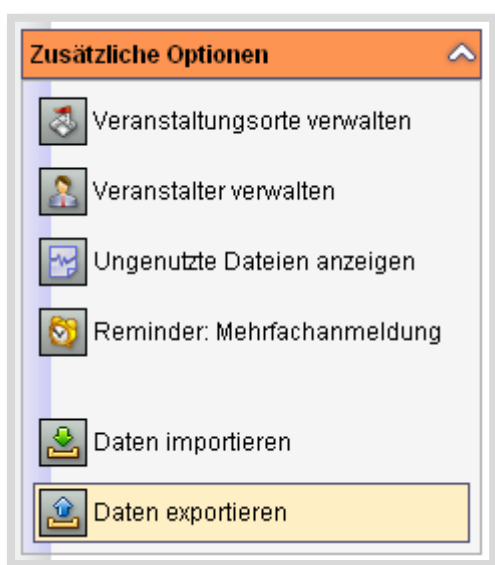 Zusätzliche Optionen
Veranstaltungsorte verwalten
Veranstalter verwalten
Ungenutzte Dateien anzeigen
Reminder: Mehrfachanmeldung
Daten importieren
Daten exportieren